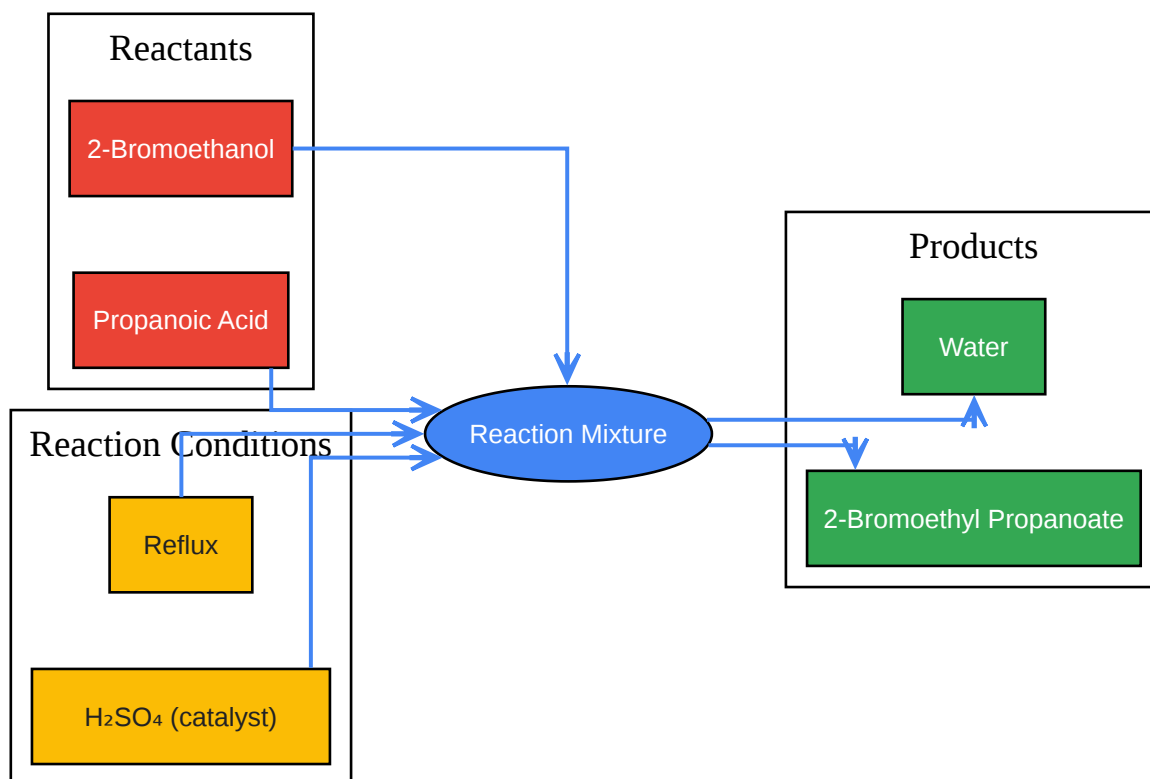 Reactants
2-Bromoethanol
Propanoic Acid
Reaction Conditions
Reflux
H₂SO₄ (catalyst)
Reaction Mixture
Products
Water
2-Bromoethyl Propanoate